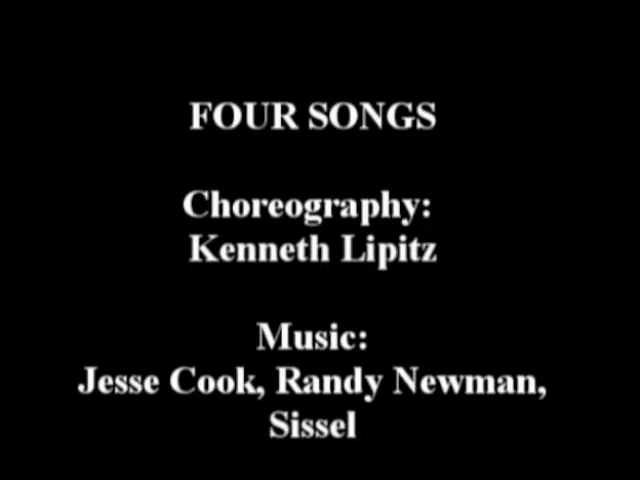 FOUR SONGS
Choreography:
Kenneth Lipitz
Music:
Jesse Cook, Randy Newman,
Sissel